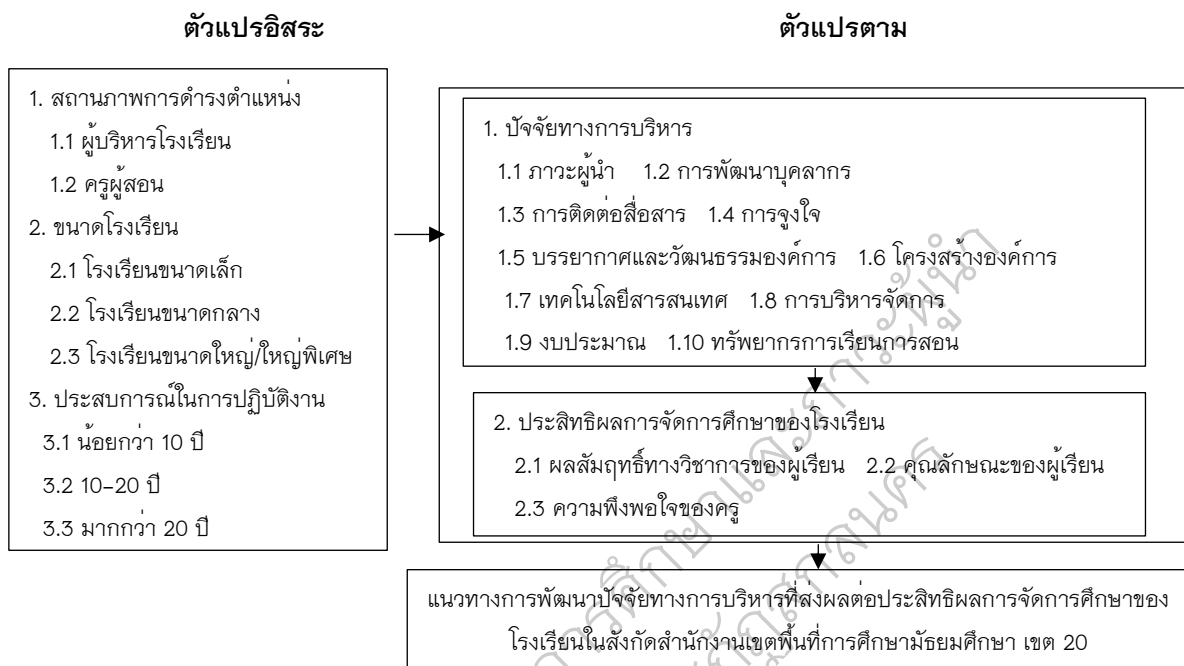 ตัวแปรอิสระ
ตัวแปรตาม
1. สถานภาพการดำรงตำแหน่ง
1.1 ผู้บริหารโรงเรียน
1.2 ครูผู้สอน
2. ขนาดโรงเรียน
2.1 โรงเรียนขนาดเล็ก
2.2 โรงเรียนขนาดกลาง
2.3 โรงเรียนขนาดใหญ่/ใหญ่พิเศษ
3. ประสบการณ์ในการปฏิบัติงาน
3.1 น้อยกว่า 10 ปี
3.2 10–20 ปี
3.3 มากกว่า 20 ปี
1. ปัจจัยทางการบริหาร
1.1 ภาวะผู้นำ 1.2 การพัฒนาบุคลากร
1.3 การติดต่อสื่อสาร 1.4 การจูงใจ
1.5 บรรยากาศและวัฒนธรรมองค์การ 1.6 โครงสร้างองค์การ
1.7 เทคโนโลยีสารสนเทศ 1.8 การบริหารจัดการ
1.9 งบประมาณ 1.10 ทรัพยากรการเรียนการสอน
2. ประสิทธิผลการจัดการศึกษาของโรงเรียน
2.1 ผลสัมฤทธิ์ทางวิชาการของผู้เรียน 2.2 คุณลักษณะของผู้เรียน
2.3 ความพึงพอใจของครู
แนวทางการพัฒนาปัจจัยทางการบริหารที่ส่งผลต่อประสิทธิผลการจัดการศึกษาของ
โรงเรียนในสังกัดสำนักงานเขตพื้นที่การศึกษามัธยมศึกษา เขต 20